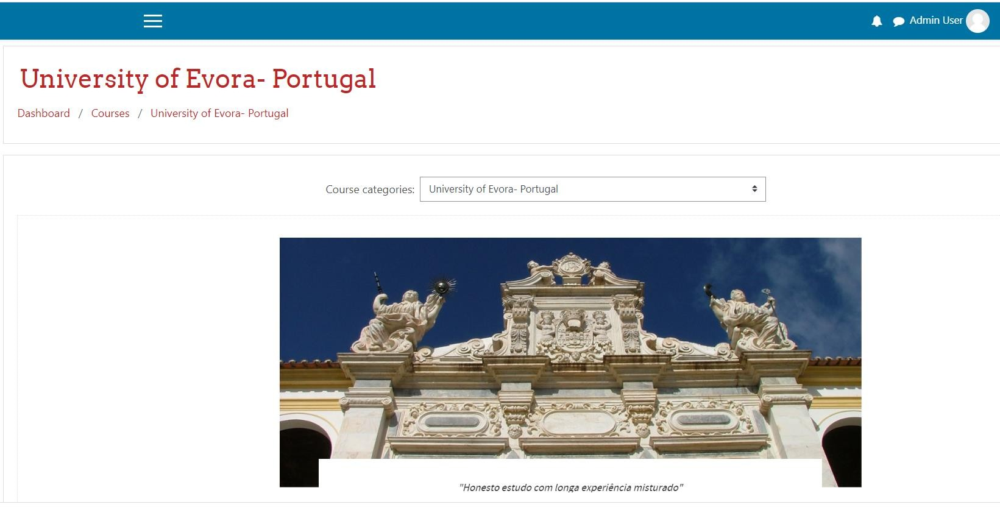 Admin User
University of Evora- Portugal
Dashboard / Courses / University of Evora- Portugal
Course categories: University of Evora- Portugal
"Honesto estudo com longa experiência misturado"